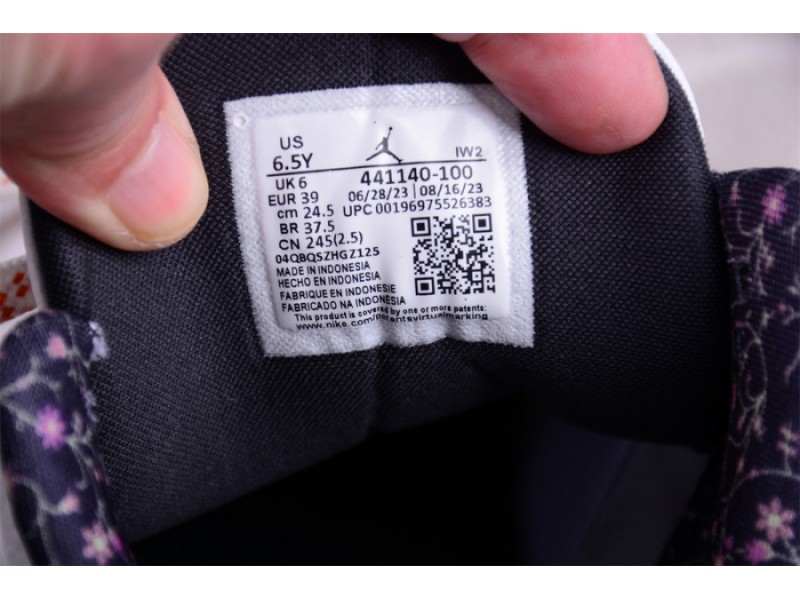 US
6.5Y
IW2
UK 6
441140-100
EUR 39
06/28/23 | 08/16/23
cm 24.5
UPC 00196975526383
BR 37.5
CN 245(2.5)
04QBQSZHGZ125
MADE IN INDONESIA
HECHO EN INDONESIA
FABRIQUE EN INDONESIE
FABRICADO NA INDONESIA
This product is covered by one or more patents:
www.nike.com/patentsvirtualmarking